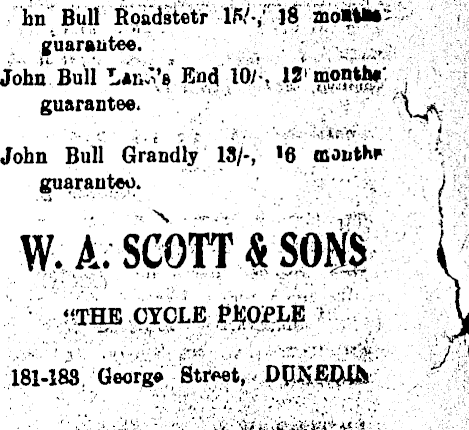 hn Bull Roadstetr 15/-, 18 months
guarantee.
John Bull Land's End 10/-, 12 months
guarantee.
John Bull Grandly 13/-, 16 months
guarantee.
W. A. SCOTT & SONS
"THE CYCLE PEOPLE
181-183 George Street, DUNEDIN